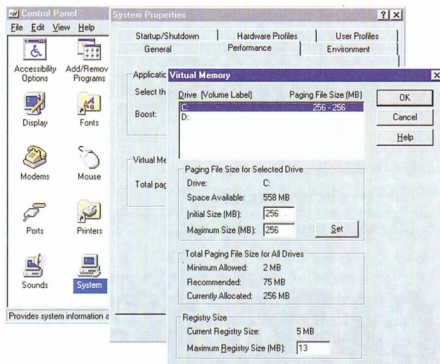 Control Panel
File Edit View Help
Accessibility Options
Add/Remov Programs
Display
Fonts
Modems
Mouse
Ports
Printers
Sounds
System
Provides system information a
System Properties
Startup/Shutdown Hardware Profiles User Profiles
General Performance Environment
Applicatio
Select th
Boost:
Virtual Me
Total pag
Virtual Memory
Drive [Volume Label] Paging File Size (MB)
C: 256 - 256
D:
OK
Cancel
Help
Paging File Size for Selected Drive
Drive: C:
Space Available: 558 MB
Initial Size (MB): 256
Maximum Size (MB): 256
Set
Total Paging File Size for All Drives
Minimum Allowed: 2 MB
Recommended: 75 MB
Currently Allocated: 256 MB
Registry Size
Current Registry Size: 5 MB
Maximum Registry Size (MB): 13